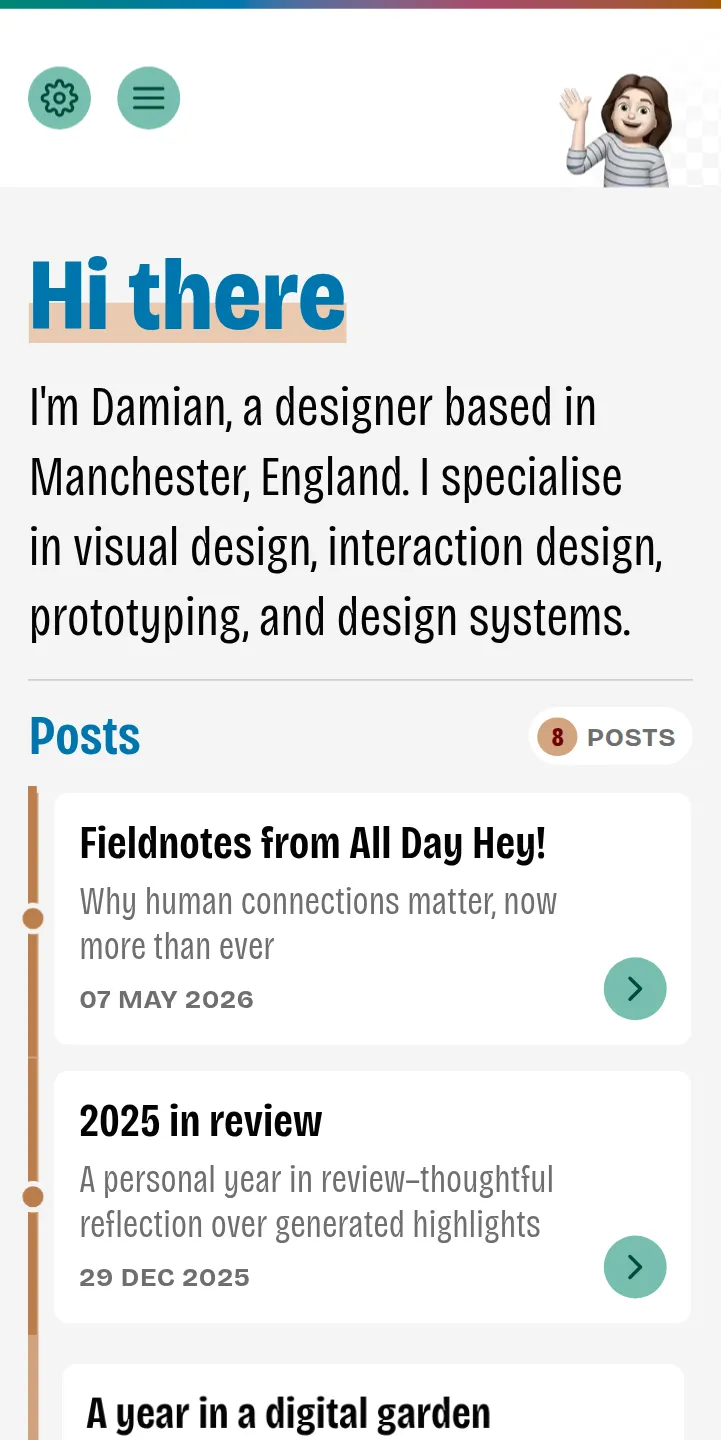 Hi there
I'm Damian, a designer based in
Manchester, England. I specialise
in visual design, interaction design,
prototyping, and design systems.
Posts
8 POSTS
Fieldnotes from All Day Hey!
Why human connections matter, now
more than ever
07 MAY 2026
2025 in review
A personal year in review–thoughtful
reflection over generated highlights
29 DEC 2025
A year in a digital garden